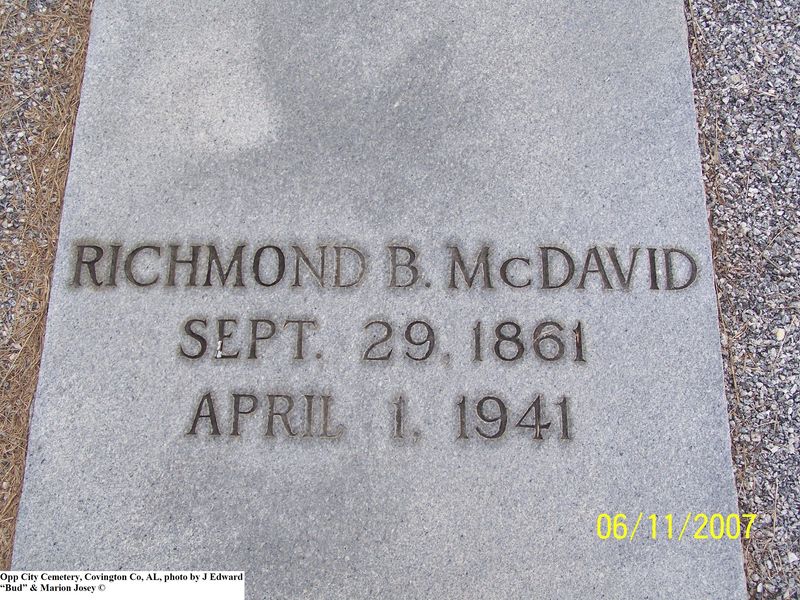 RICHMOND B. McDAVID
SEPT. 29, 1861
APRIL 1, 1941
06/11/2007
Opp City Cemetery, Covington Co, AL, photo by J Edward
“Bud” & Marion Josey ©